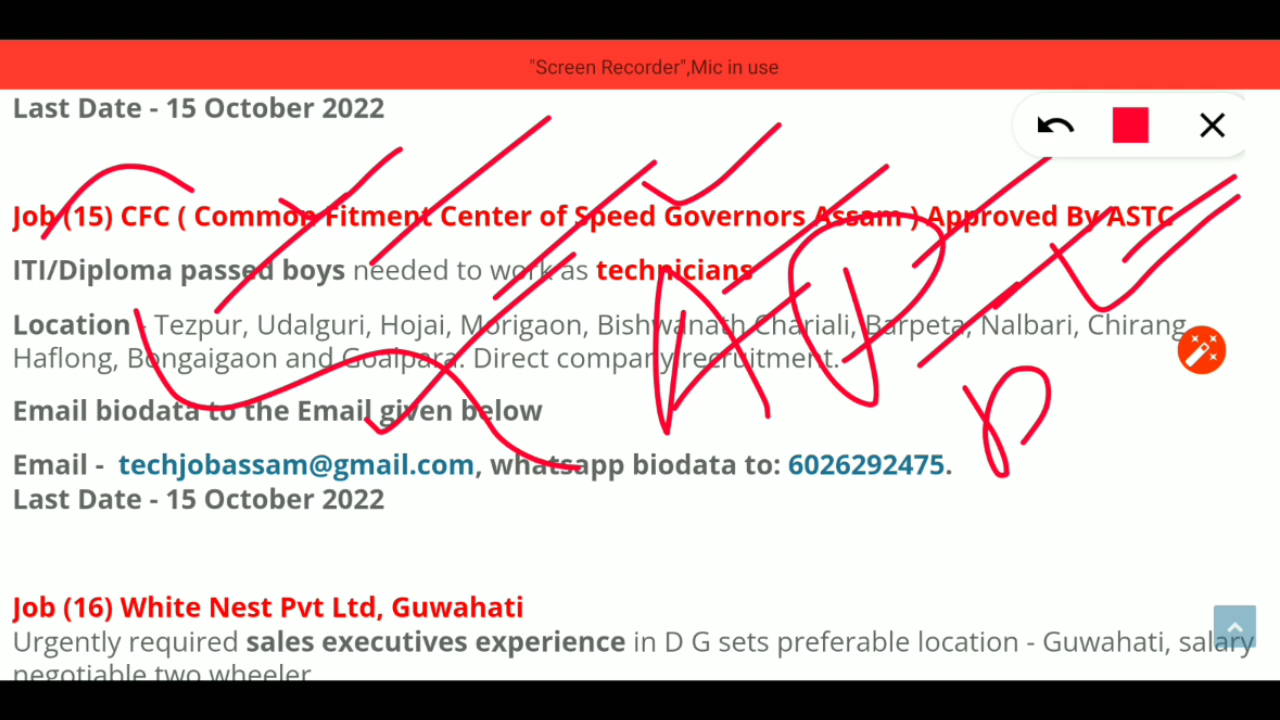 "Screen Recorder",Mic in use
Last Date - 15 October 2022
Job (15) CFC ( Common Fitment Center of Speed Governors Assam ) Approved By ASTC
ITI/Diploma passed boys needed to work as technicians
Location - Tezpur, Udalguri, Hojai, Morigaon, Bishwanath Chariali, Barpeta, Nalbari, Chirang
Haflong, Bongaigaon and Goalpara. Direct company recruitment.
Email biodata to the Email given below
Email - techjobassam@gmail.com, whatsapp biodata to: 6026292475.
Last Date - 15 October 2022
Job (16) White Nest Pvt Ltd, Guwahati
Urgently required sales executives experience in D G sets preferable location - Guwahati, salary
negotiable two wheeler